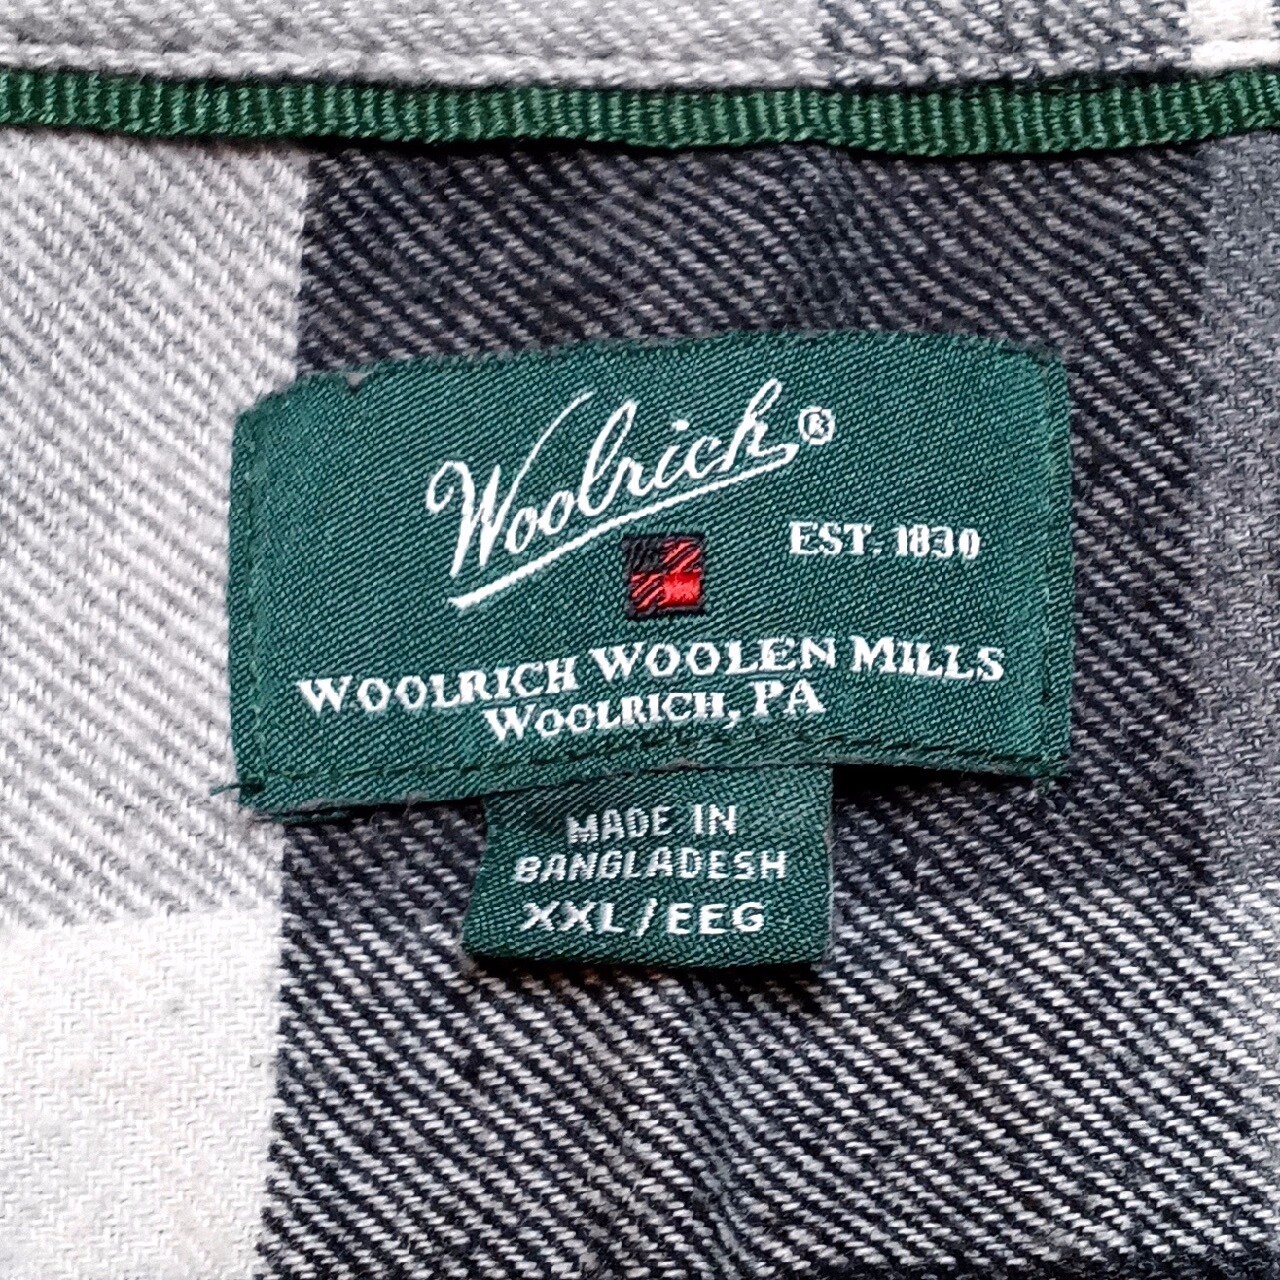 Woolrich®
EST. 1830
WOOLRICH WOOLEN MILLS
WOOLRICH, PA
MADE IN
BANGLADESH
XXL/EEG